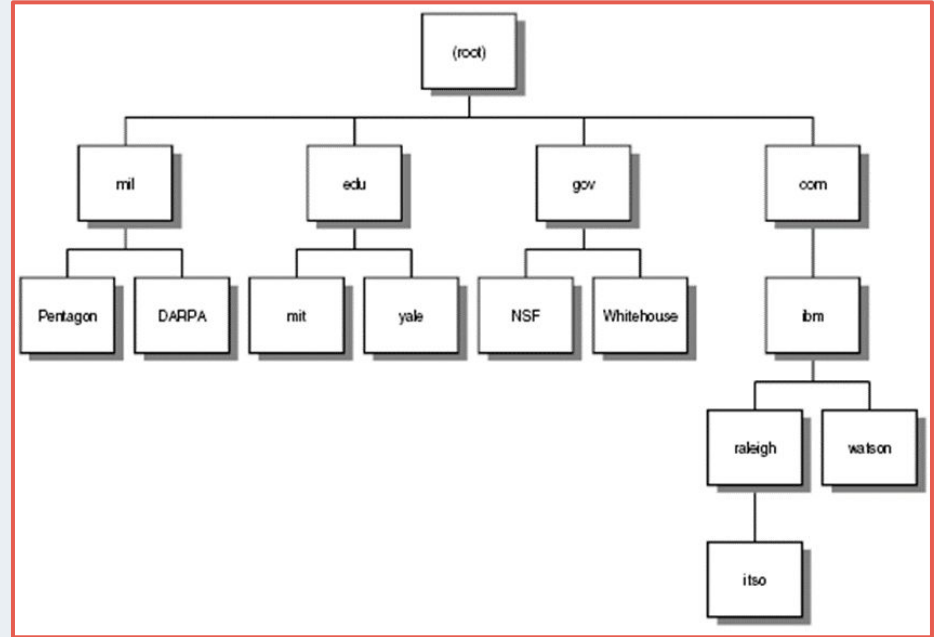 (root)
mil
edu
gov
com
Pentagon
DARPA
mit
yale
NSF
Whitehouse
ibm
raleigh
watson
itso